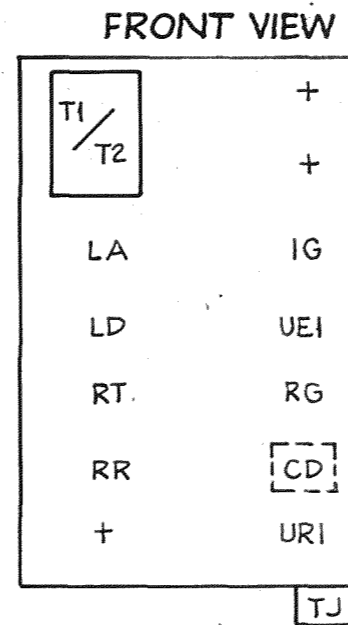 FRONT VIEW
T1/T2 +
+
LA IG
LD UE1
RT. RG
RR CD
+ UR1
TJ